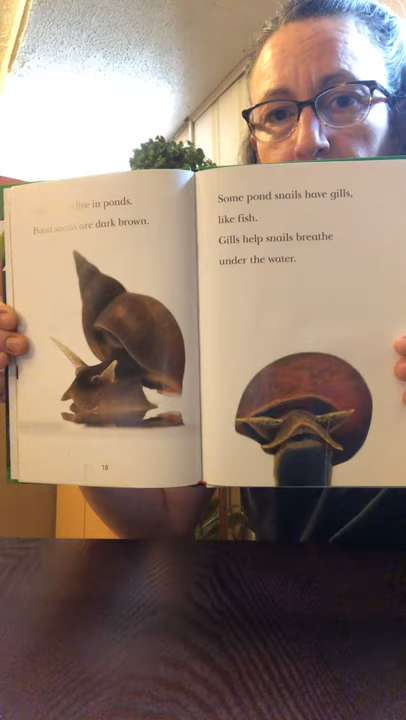 live in ponds.
Pond snails are dark brown.
18
Some pond snails have gills,
like fish.
Gills help snails breathe
under the water.